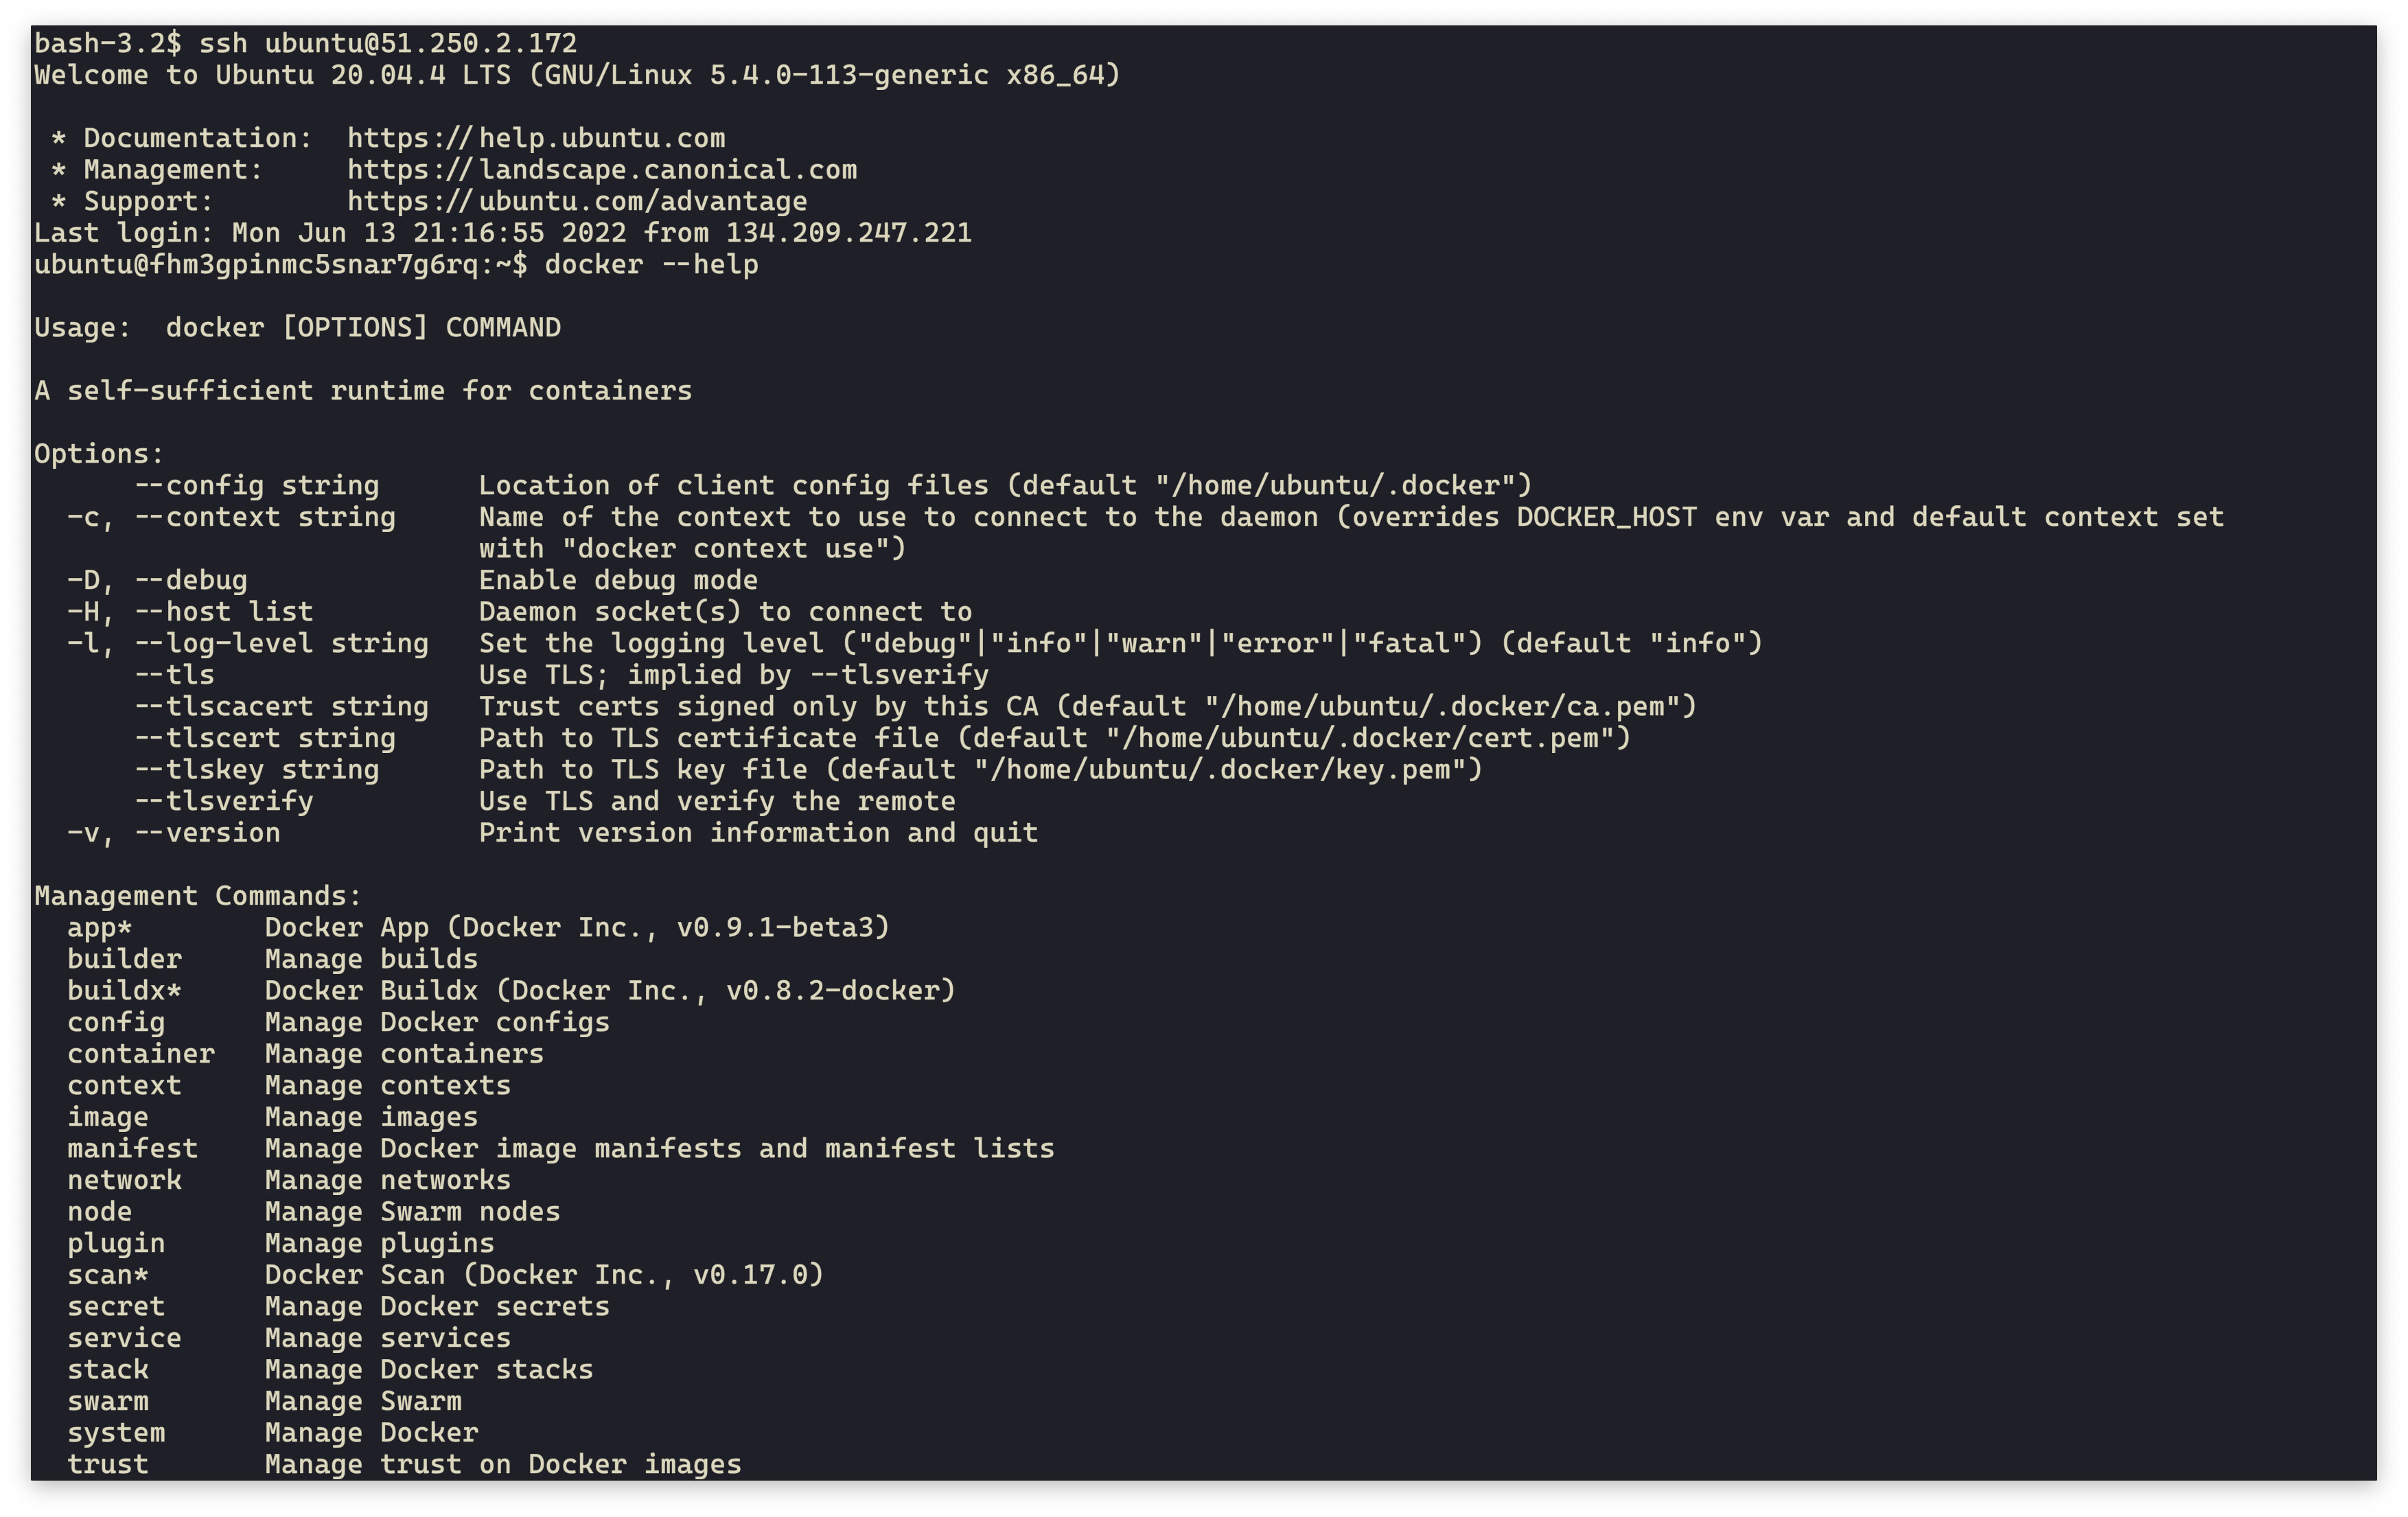 bash-3.2$ ssh ubuntu@51.250.2.172
Welcome to Ubuntu 20.04.4 LTS (GNU/Linux 5.4.0-113-generic x86_64)

 * Documentation:  https://help.ubuntu.com
 * Management:     https://landscape.canonical.com
 * Support:        https://ubuntu.com/advantage
Last login: Mon Jun 13 21:16:55 2022 from 134.209.247.221
ubuntu@fhm3gpinmc5snar7g6rq:~$ docker --help

Usage:  docker [OPTIONS] COMMAND

A self-sufficient runtime for containers

Options:
      --config string      Location of client config files (default "/home/ubuntu/.docker")
  -c, --context string     Name of the context to use to connect to the daemon (overrides DOCKER_HOST env var and default context set
                           with "docker context use")
  -D, --debug              Enable debug mode
  -H, --host list          Daemon socket(s) to connect to
  -l, --log-level string   Set the logging level ("debug"|"info"|"warn"|"error"|"fatal") (default "info")
      --tls                Use TLS; implied by --tlsverify
      --tlscacert string   Trust certs signed only by this CA (default "/home/ubuntu/.docker/ca.pem")
      --tlscert string     Path to TLS certificate file (default "/home/ubuntu/.docker/cert.pem")
      --tlskey string      Path to TLS key file (default "/home/ubuntu/.docker/key.pem")
      --tlsverify          Use TLS and verify the remote
  -v, --version            Print version information and quit

Management Commands:
  app*        Docker App (Docker Inc., v0.9.1-beta3)
  builder     Manage builds
  buildx*     Docker Buildx (Docker Inc., v0.8.2-docker)
  config      Manage Docker configs
  container   Manage containers
  context     Manage contexts
  image       Manage images
  manifest    Manage Docker image manifests and manifest lists
  network     Manage networks
  node        Manage Swarm nodes
  plugin      Manage plugins
  scan*       Docker Scan (Docker Inc., v0.17.0)
  secret      Manage Docker secrets
  service     Manage services
  stack       Manage Docker stacks
  swarm       Manage Swarm
  system      Manage Docker
  trust       Manage trust on Docker images